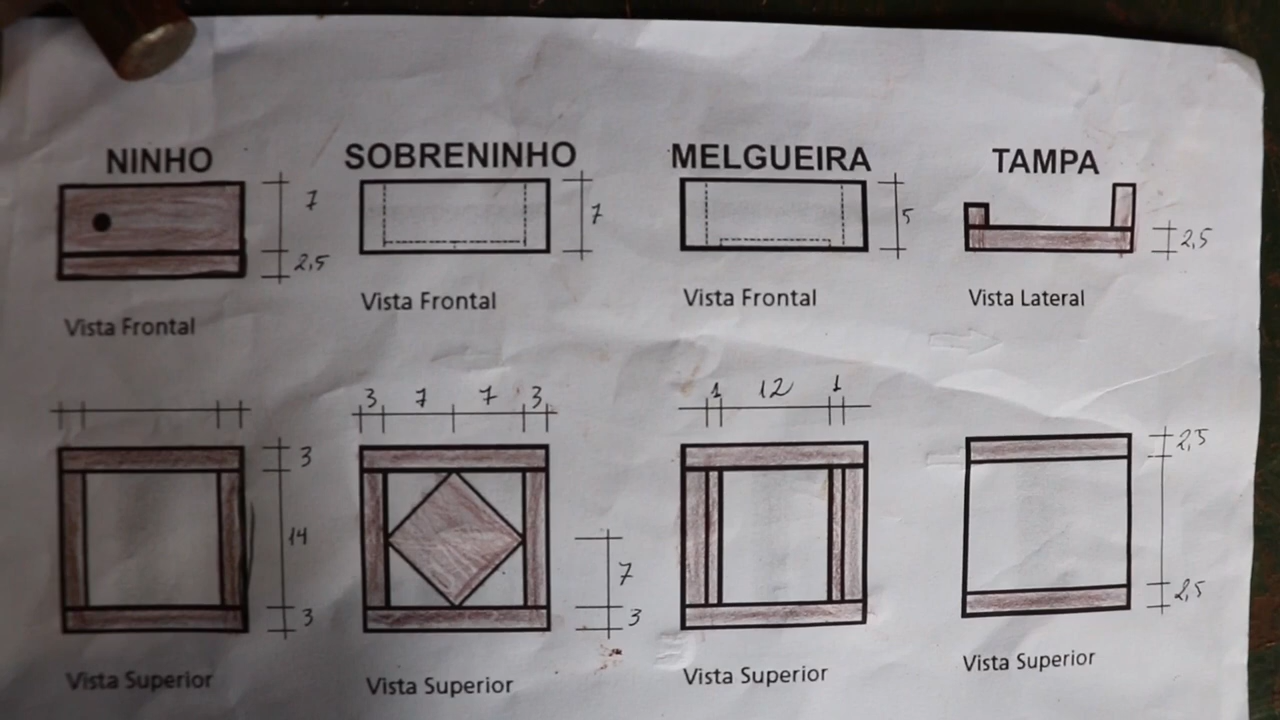 NINHO
SOBRENINHO
MELGUEIRA
TAMPA
7
2,5
7
5
2,5
Vista Frontal
Vista Frontal
Vista Frontal
Vista Lateral
3 7 7 3
1 12 1
3
14
3
7
3
2,5
2,5
Vista Superior
Vista Superior
Vista Superior
Vista Superior